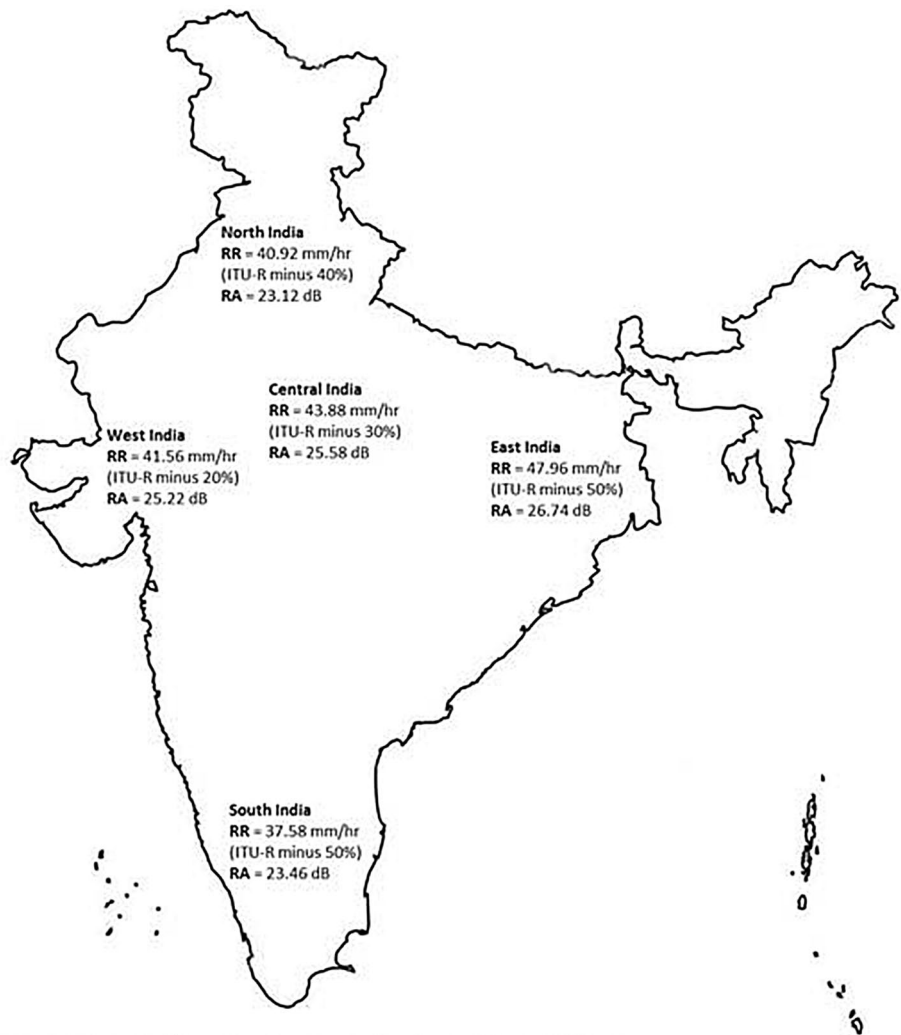 North India
RR = 40.92 mm/hr
(ITU-R minus 40%)
RA = 23.12 dB
Central India
RR = 43.88 mm/hr
(ITU-R minus 30%)
RA = 25.58 dB
West India
RR = 41.56 mm/hr
(ITU-R minus 20%)
RA = 25.22 dB
East India
RR = 47.96 mm/hr
(ITU-R minus 50%)
RA = 26.74 dB
South India
RR = 37.58 mm/hr
(ITU-R minus 50%)
RA = 23.46 dB